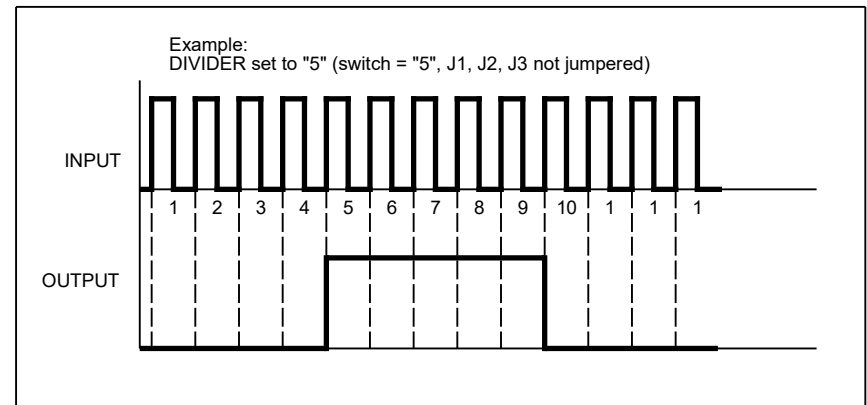 Example:
DIVIDER set to "5" (switch = "5", J1, J2, J3 not jumpered)
INPUT
1 2 3 4 5 6 7 8 9 10 1 1 1
OUTPUT